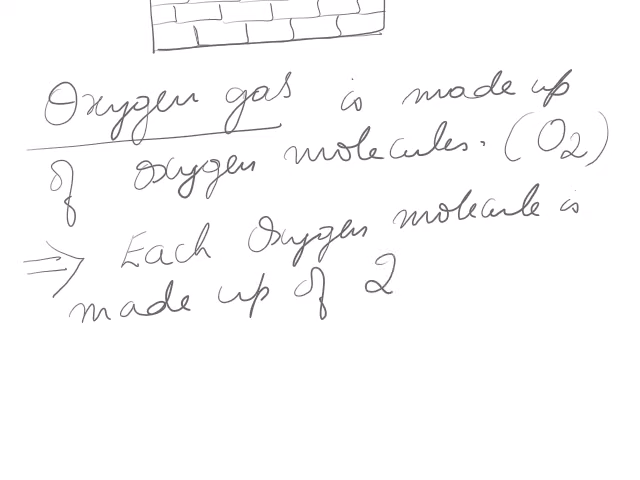 Oxygen gas is made up
of oxygen molecules. (O2)
⇒ Each Oxygen molecule is
made up of 2